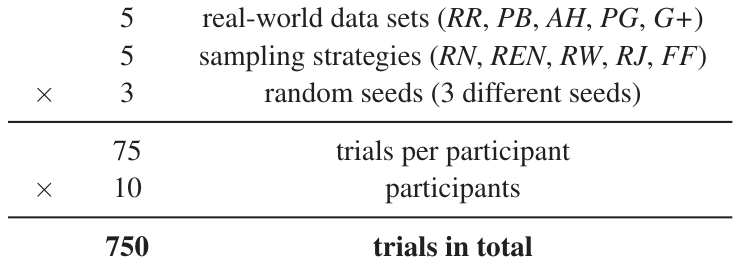 5 real-world data sets (RR, PB, AH, PG, G+)
5 sampling strategies (RN, REN, RW, RJ, FF)
× 3 random seeds (3 different seeds)
75 trials per participant
× 10 participants
750 trials in total